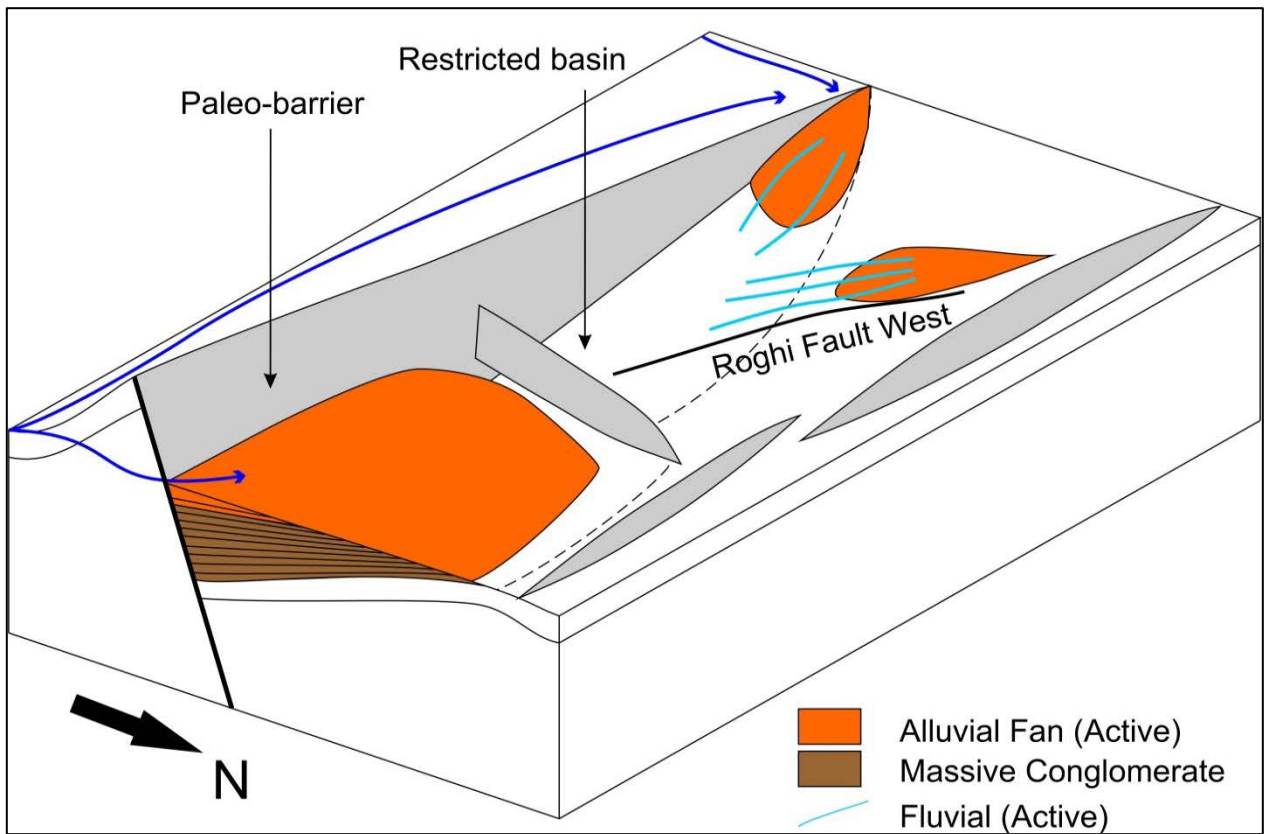 Restricted basin
Paleo-barrier
Roghi Fault West
N
Alluvial Fan (Active)
Massive Conglomerate
Fluvial (Active)